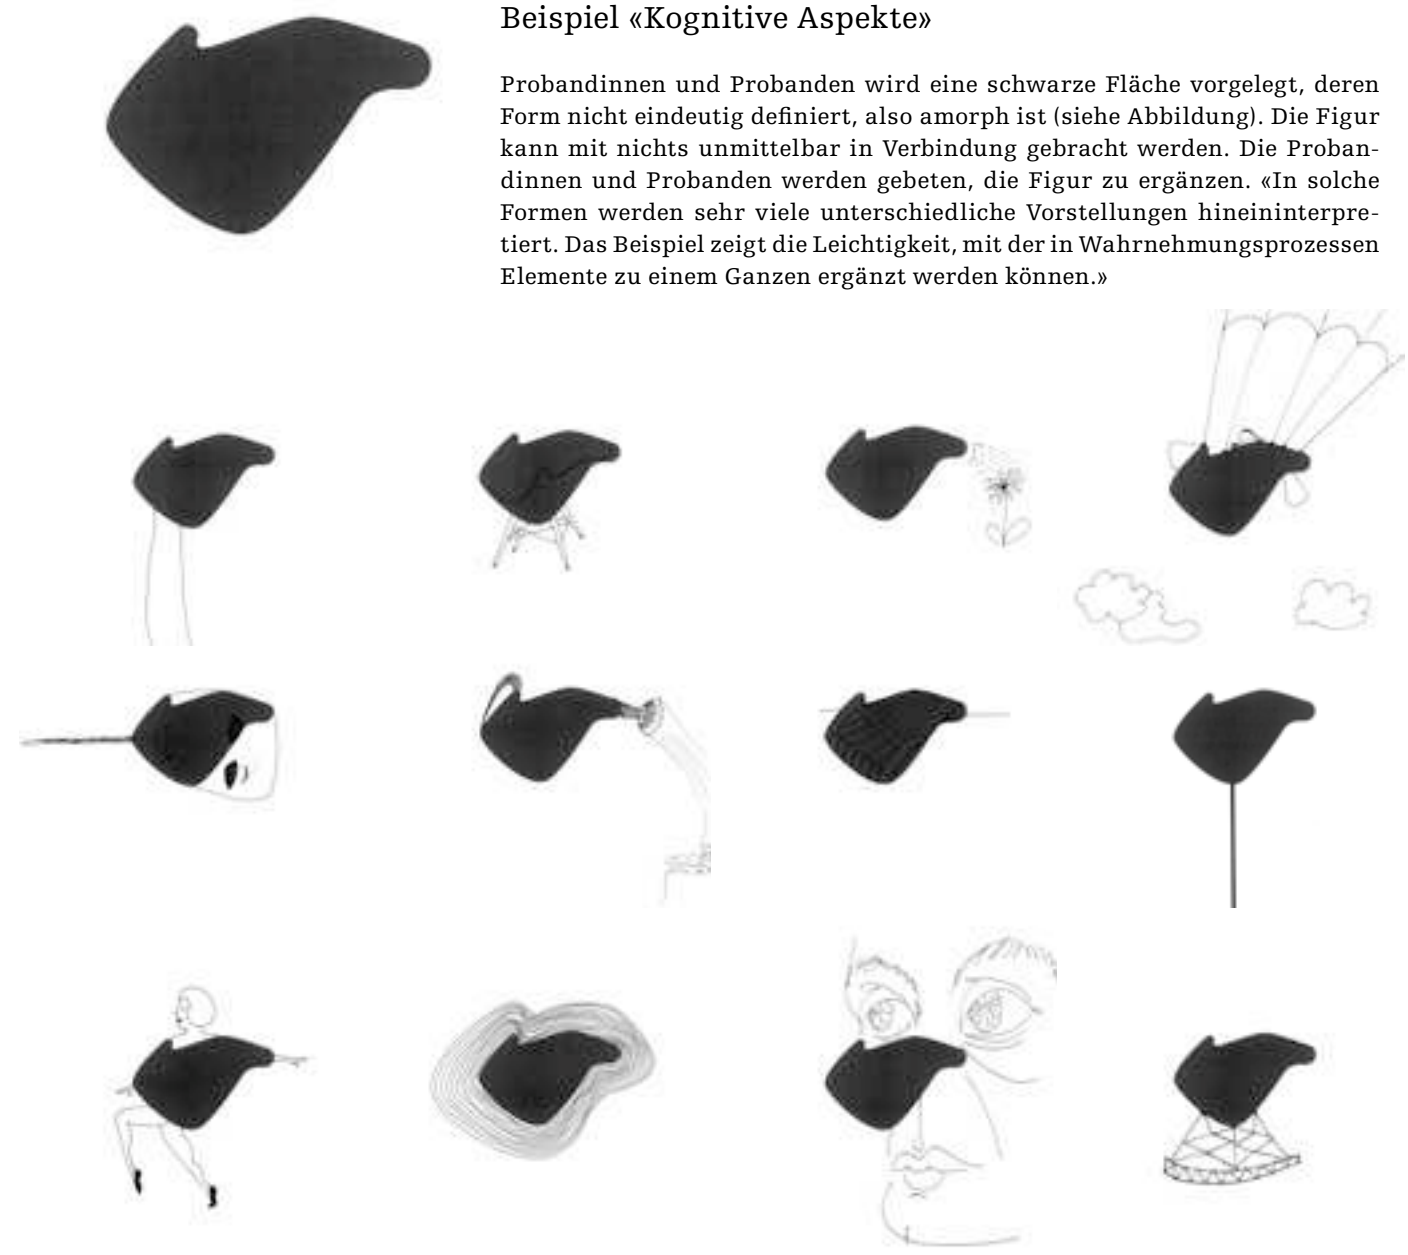 Beispiel «Kognitive Aspekte»
Probandinnen und Probanden wird eine schwarze Fläche vorgelegt, deren
Form nicht eindeutig definiert, also amorph ist (siehe Abbildung). Die Figur
kann mit nichts unmittelbar in Verbindung gebracht werden. Die Proban-
dinnen und Probanden werden gebeten, die Figur zu ergänzen. «In solche
Formen werden sehr viele unterschiedliche Vorstellungen hineininterpre-
tiert. Das Beispiel zeigt die Leichtigkeit, mit der in Wahrnehmungsprozessen
Elemente zu einem Ganzen ergänzt werden können.»